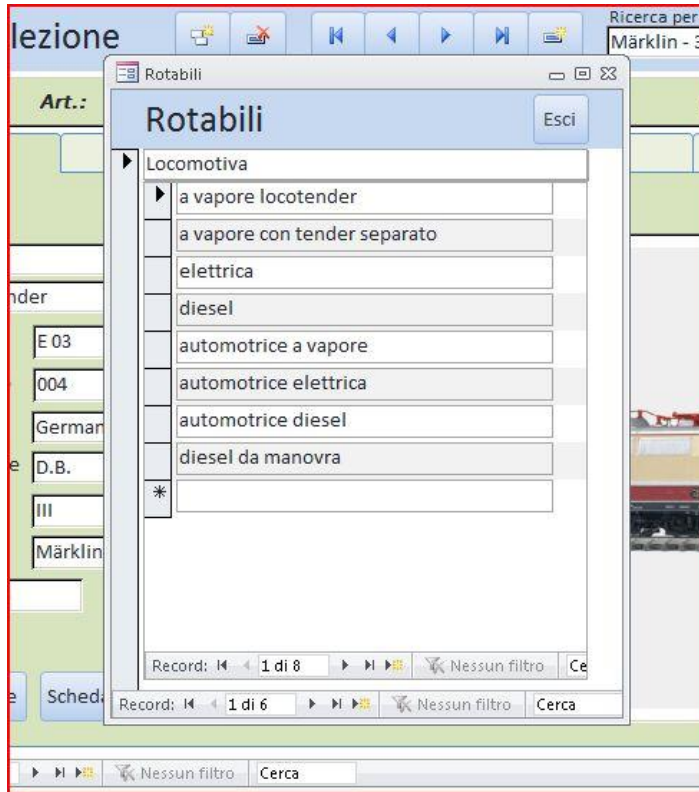 lezione
Ricerca per
Märklin - 3
Rotabili
Art.:
Rotabili
Esci
Locomotiva
a vapore locotender
a vapore con tender separato
elettrica
nder
diesel
E 03
automotrice a vapore
004
automotrice elettrica
German
automotrice diesel
e D.B.
diesel da manovra
III
*
Märklin
Record: 1 di 8 Nessun filtro Ce
e Scheda
Record: 1 di 6 Nessun filtro Cerca
Nessun filtro Cerca